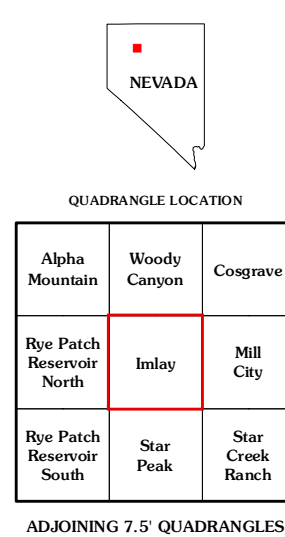 NEVADA
QUADRANGLE LOCATION
Alpha
Mountain
Woody
Canyon
Cosgrave
Rye Patch
Reservoir
North
Imlay
Mill
City
Rye Patch
Reservoir
South
Star
Peak
Star
Creek
Ranch
ADJOINING 7.5' QUADRANGLES